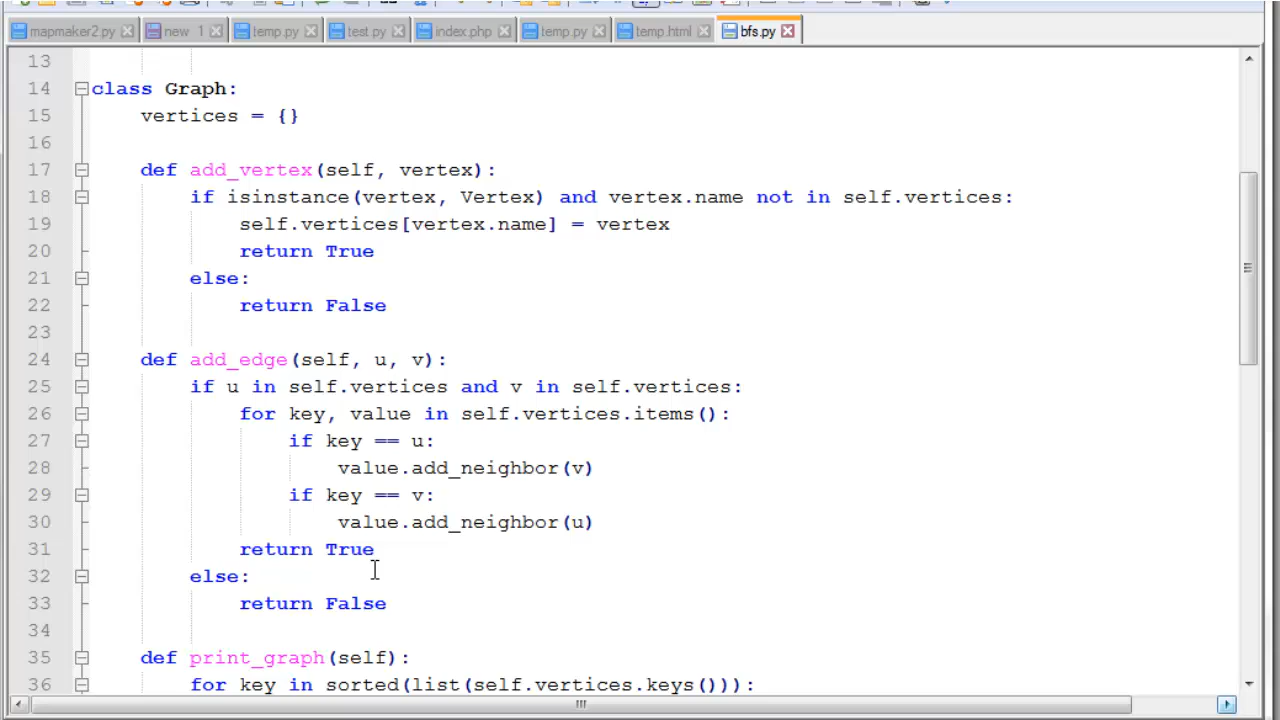 mapmaker2.py new 1 temp.py test.py index.php temp.py temp.html bfs.py
13
14 class Graph:
15 vertices = {}
16
17 def add_vertex(self, vertex):
18 if isinstance(vertex, Vertex) and vertex.name not in self.vertices:
19 self.vertices[vertex.name] = vertex
20 return True
21 else:
22 return False
23
24 def add_edge(self, u, v):
25 if u in self.vertices and v in self.vertices:
26 for key, value in self.vertices.items():
27 if key == u:
28 value.add_neighbor(v)
29 if key == v:
30 value.add_neighbor(u)
31 return True
32 else:
33 return False
34
35 def print_graph(self):
36 for key in sorted(list(self.vertices.keys())):